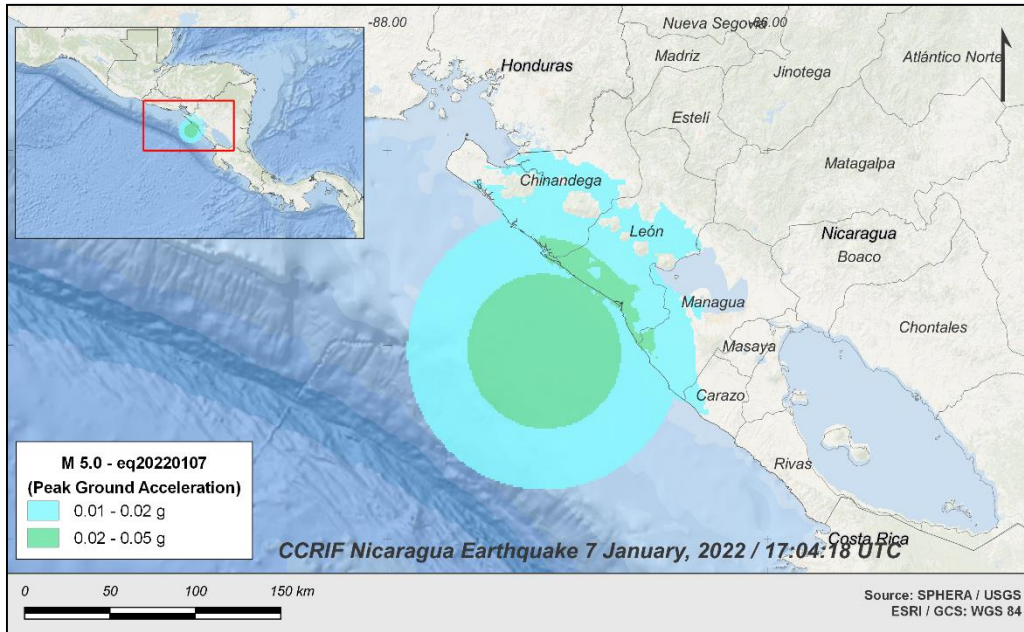 -88.00
-86.00
Nueva Segovia
Honduras
Madriz
Jinotega
Atlántico Norte
Estelí
Matagalpa
Chinandega
León
Nicaragua
Boaco
Managua
Chontales
Masaya
Carazo
Rivas
Costa Rica
M 5.0 - eq20220107
(Peak Ground Acceleration)
0.01 - 0.02 g
0.02 - 0.05 g
CCRIF Nicaragua Earthquake 7 January, 2022 / 17:04:18 UTC
0 50 100 150 km
Source: SPHERA / USGS
ESRI / GCS: WGS 84